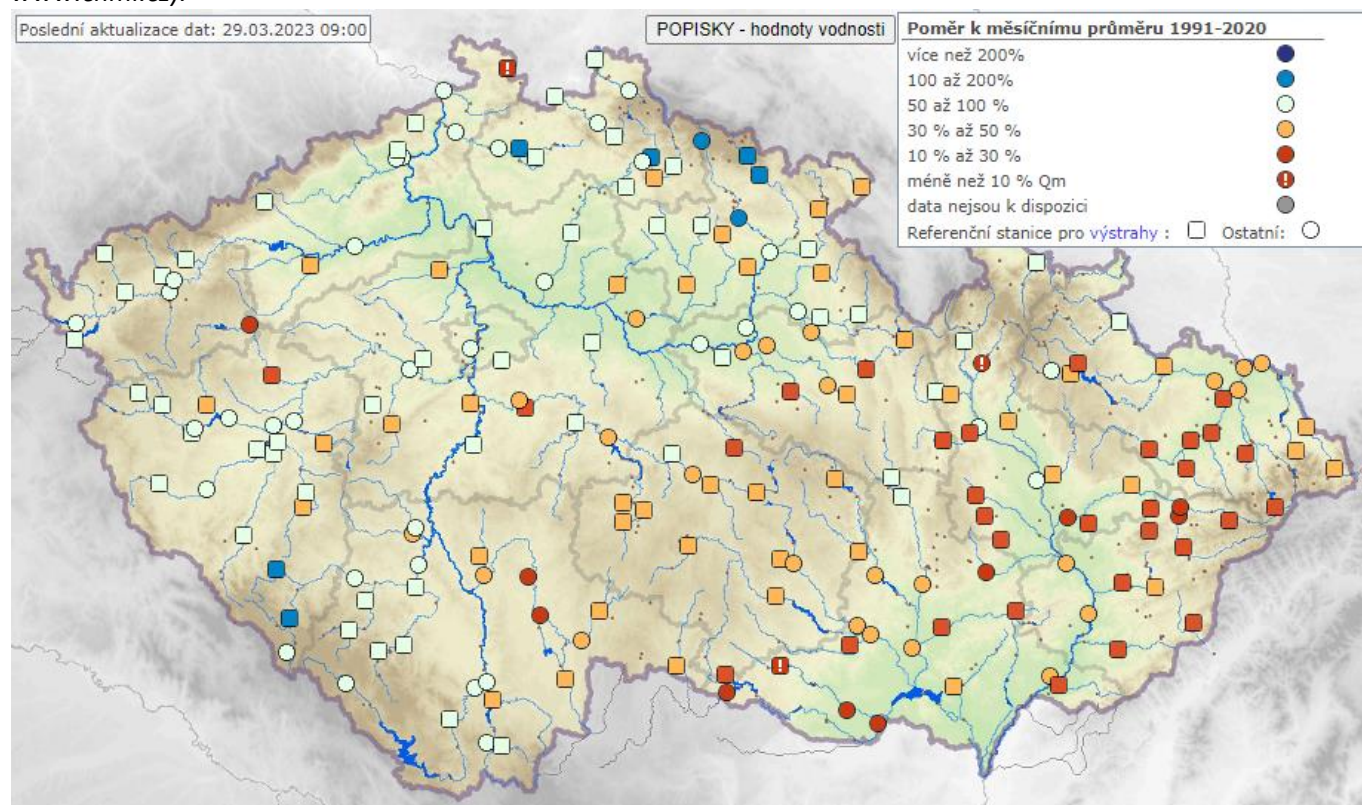 Poslední aktualizace dat: 29.03.2023 09:00
POPISKY - hodnoty vodnosti
Poměr k měsíčnímu průměru 1991-2020
více než 200%
100 až 200%
50 až 100 %
30 % až 50 %
10 % až 30 %
méně než 10 % Qm
data nejsou k dispozici
Referenční stanice pro výstrahy : Ostatní: